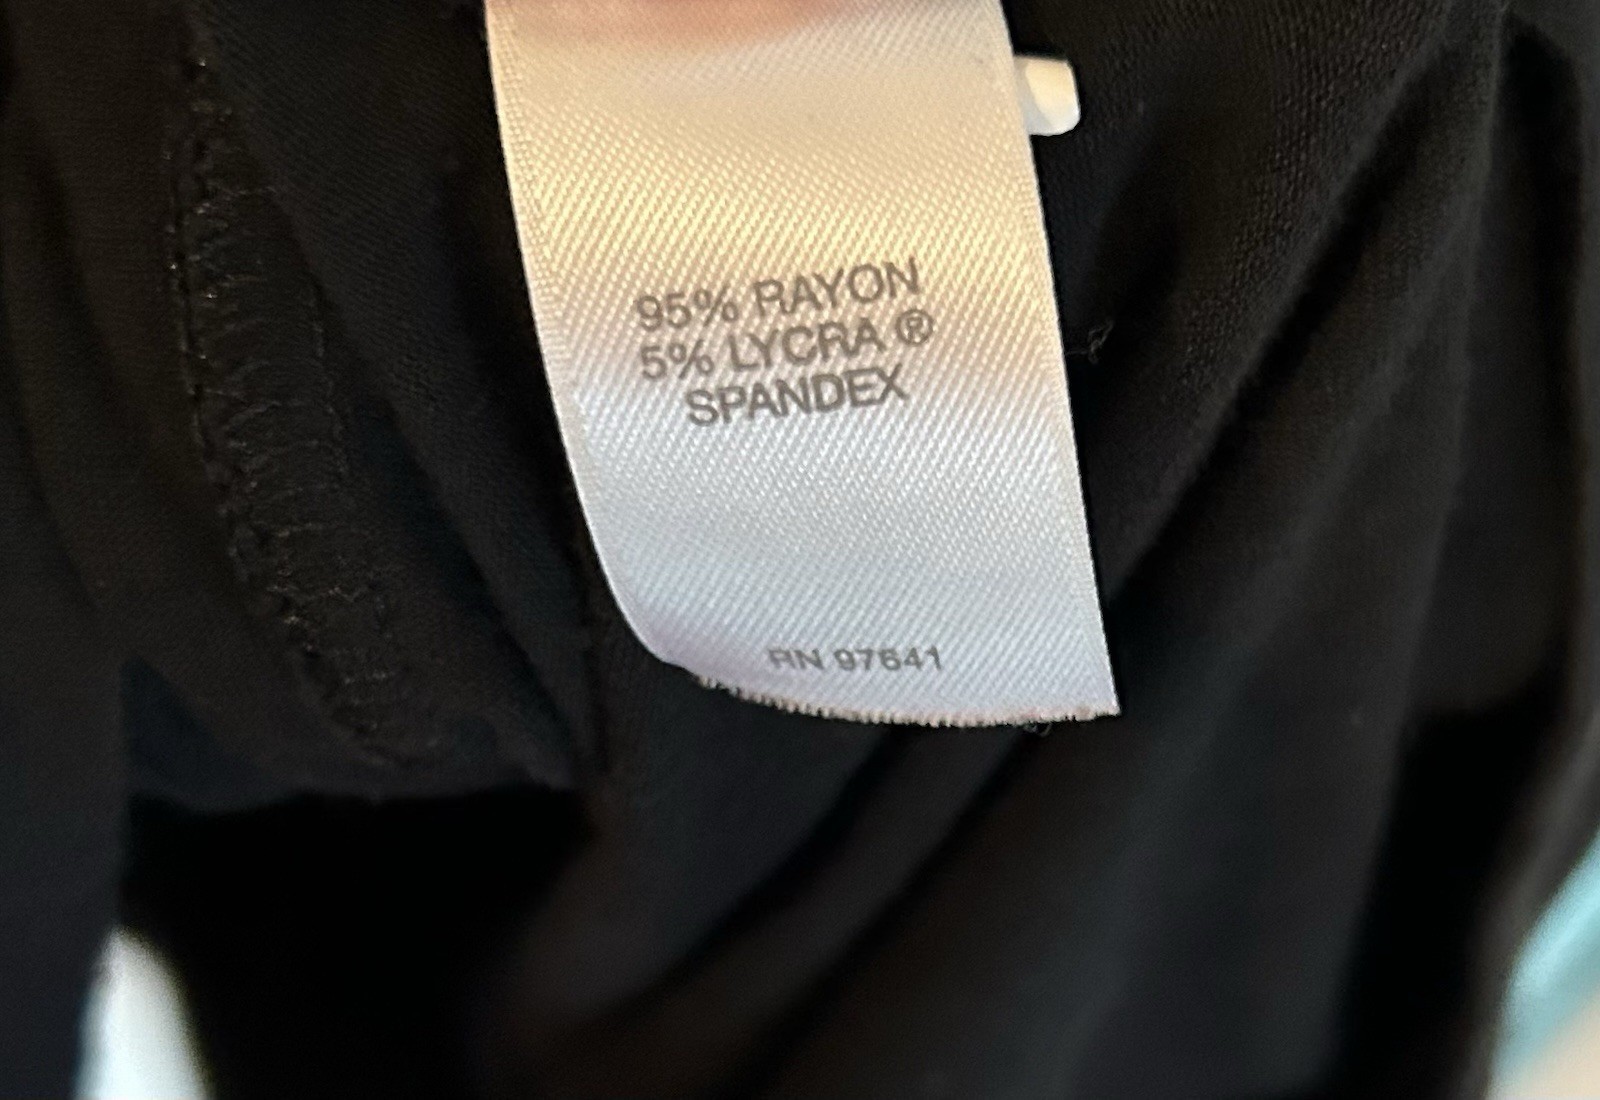 95% RAYON
5% LYCRA ®
SPANDEX
RN 97641